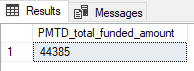 Results Messages
PMTD_total_funded_amount
1 44385